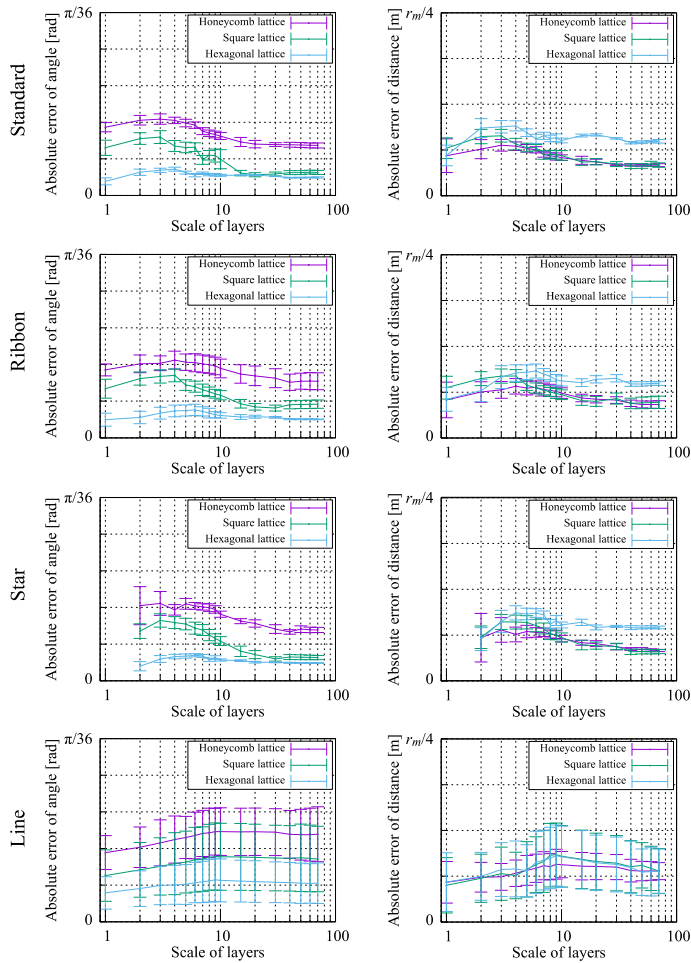 Standard
Absolute error of angle [rad]
π/36
Honeycomb lattice
Square lattice
Hexagonal lattice
0
1
10
100
Scale of layers
Absolute error of distance [m]
rm/4
Honeycomb lattice
Square lattice
Hexagonal lattice
0
1
10
100
Scale of layers
Ribbon
Absolute error of angle [rad]
π/36
Honeycomb lattice
Square lattice
Hexagonal lattice
0
1
10
100
Scale of layers
Absolute error of distance [m]
rm/4
Honeycomb lattice
Square lattice
Hexagonal lattice
0
1
10
100
Scale of layers
Star
Absolute error of angle [rad]
π/36
Honeycomb lattice
Square lattice
Hexagonal lattice
0
1
10
100
Scale of layers
Absolute error of distance [m]
rm/4
Honeycomb lattice
Square lattice
Hexagonal lattice
0
1
10
100
Scale of layers
Line
Absolute error of angle [rad]
π/36
Honeycomb lattice
Square lattice
Hexagonal lattice
0
1
10
100
Scale of layers
Absolute error of distance [m]
rm/4
Honeycomb lattice
Square lattice
Hexagonal lattice
0
1
10
100
Scale of layers